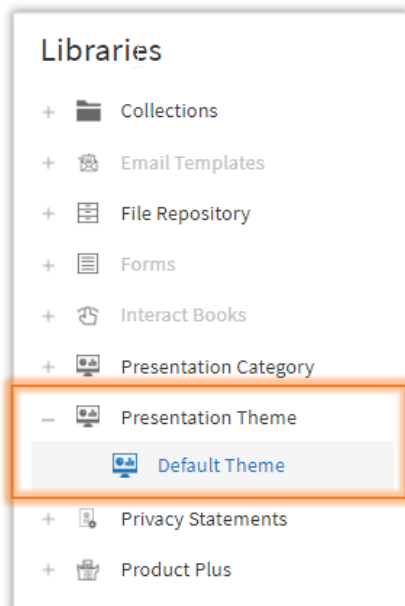 Libraries
Collections
Email Templates
File Repository
Forms
Interact Books
Presentation Category
Presentation Theme
Default Theme
Privacy Statements
Product Plus